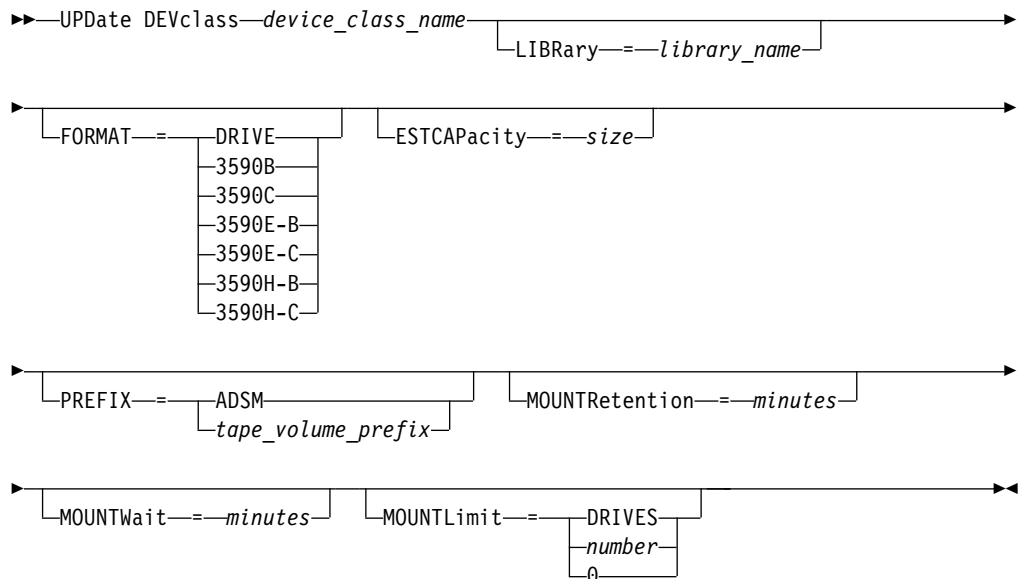 UPDate DEVclass device_class_name
LIBRary = library_name
FORMAT = DRIVE
3590B
3590C
3590E-B
3590E-C
3590H-B
3590H-C
ESTCAPacity = size
PREFIX = ADSM
tape_volume_prefix
MOUNTRetention = minutes
MOUNTWait = minutes
MOUNTLimit = DRIVES
number
0